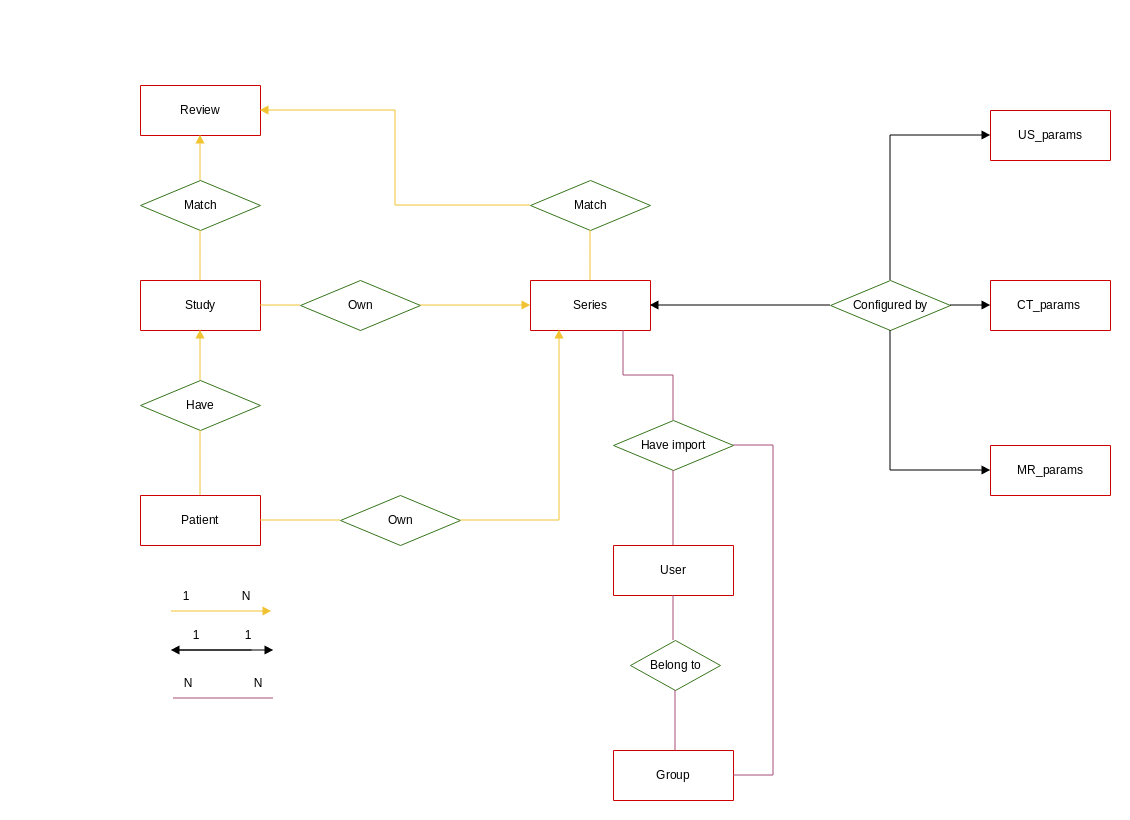 Review
US_params
Match
Match
Study
Own
Series
Configured by
CT_params
Have
Have import
MR_params
Patient
Own
User
1 N
1 1
Belong to
N N
Group